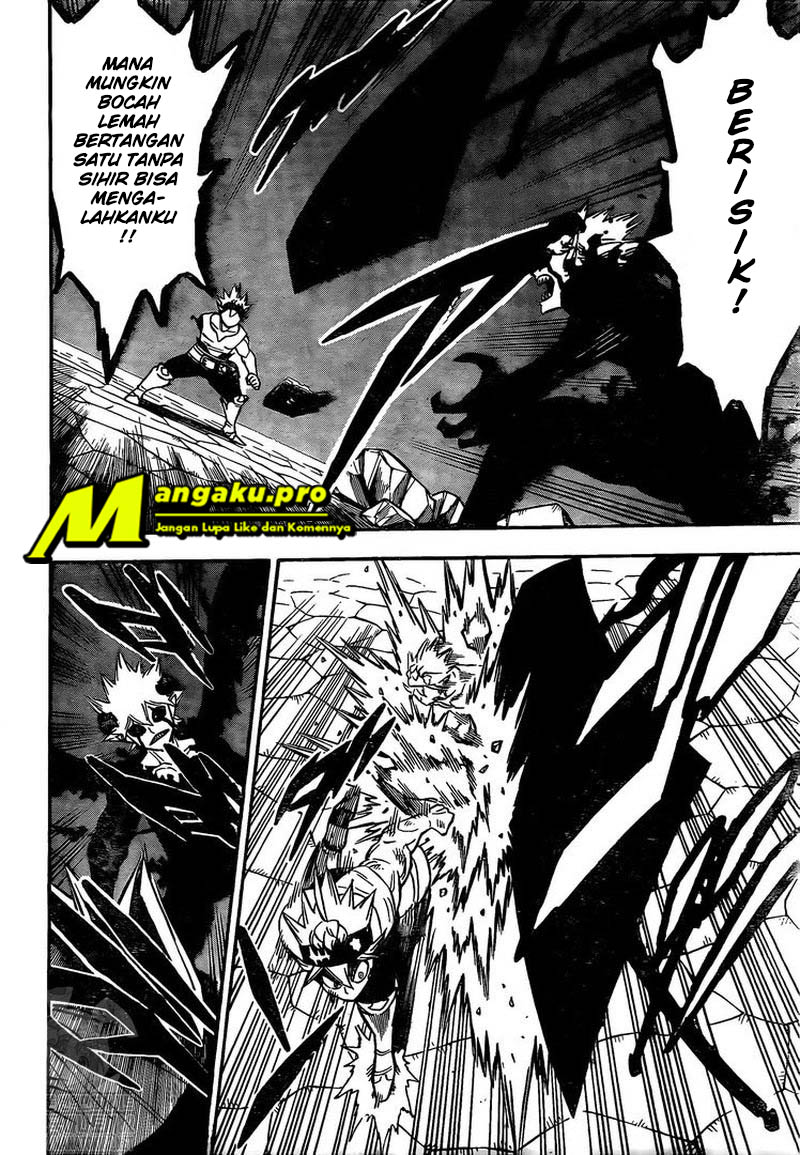 BERISIK!
MANA
MUNGKIN
BOCAH
LEMAH
BERTANGAN
SATU TANPA
SIHIR BISA
MENGA-
LAHKANKU
!!
Mangaku.pro
Jangan Lupa Like dan Komennya